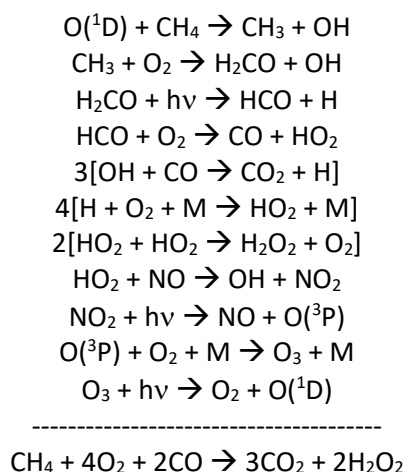 O(¹D) + CH₄ → CH₃ + OH
CH₃ + O₂ → H₂CO + OH
H₂CO + hν → HCO + H
HCO + O₂ → CO + HO₂
3[OH + CO → CO₂ + H]
4[H + O₂ + M → HO₂ + M]
2[HO₂ + HO₂ → H₂O₂ + O₂]
HO₂ + NO → OH + NO₂
NO₂ + hν → NO + O(³P)
O(³P) + O₂ + M → O₃ + M
O₃ + hν → O₂ + O(¹D)
---------------------------------------
CH₄ + 4O₂ + 2CO → 3CO₂ + 2H₂O₂